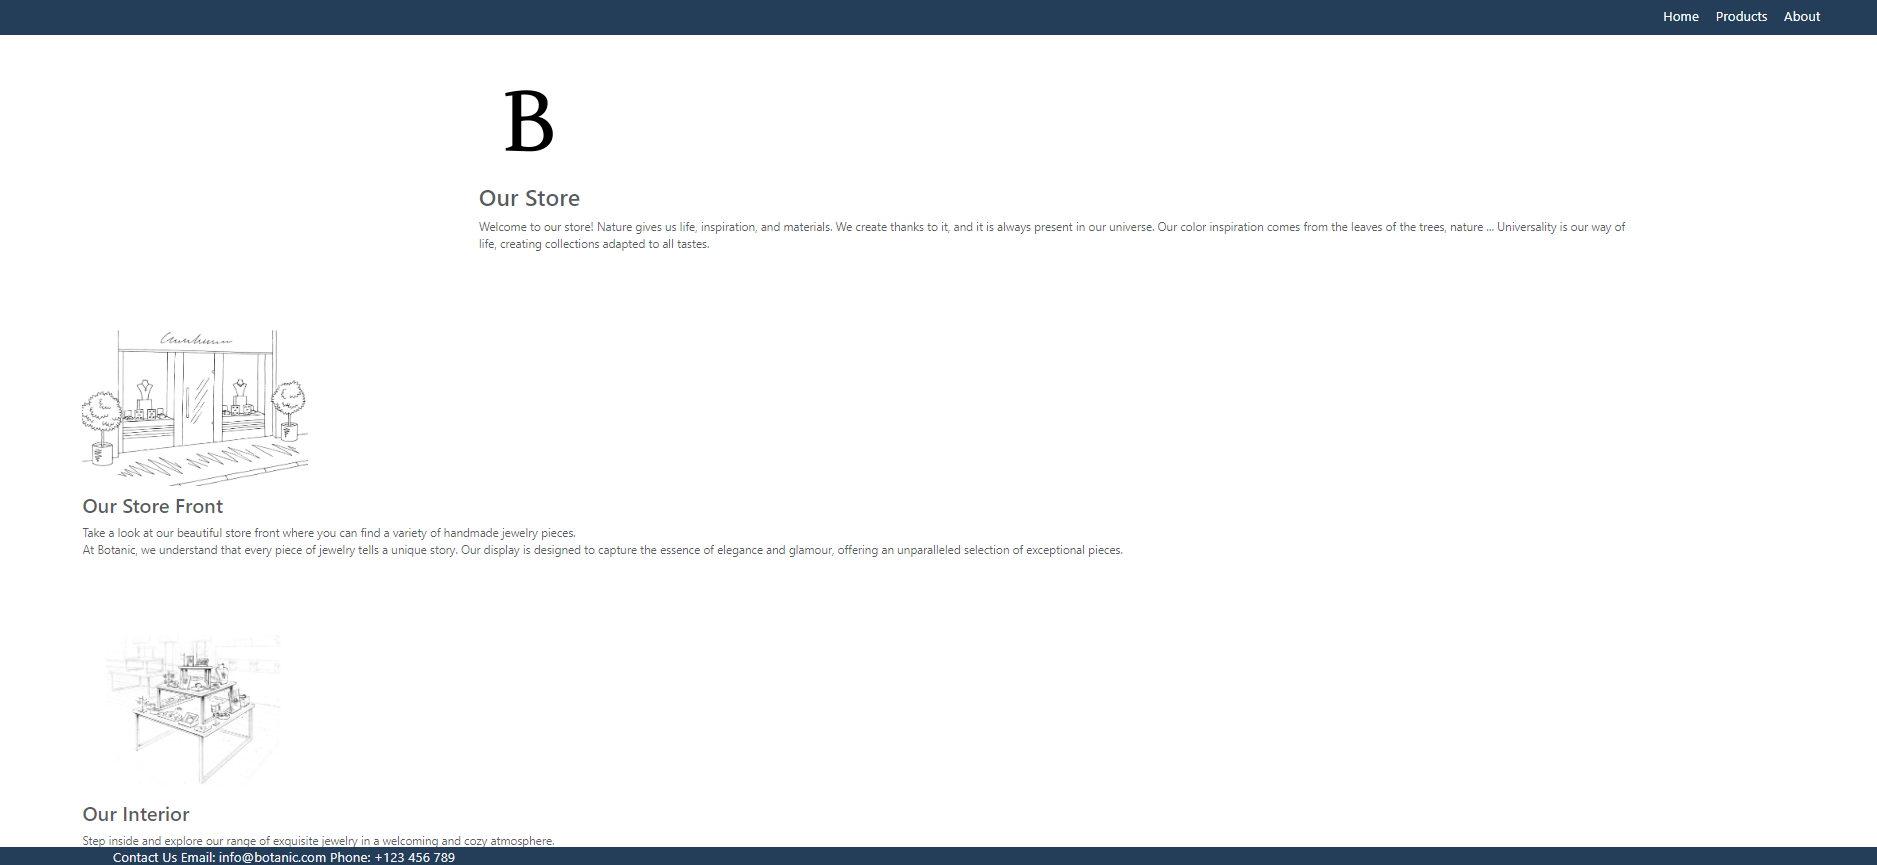 Home Products About
B
Our Store
Welcome to our store! Nature gives us life, inspiration, and materials. We create thanks to it, and it is always present in our universe. Our color inspiration comes from the leaves of the trees, nature ... Universality is our way of
life, creating collections adapted to all tastes.
Our Store Front
Take a look at our beautiful store front where you can find a variety of handmade jewelry pieces.
At Botanic, we understand that every piece of jewelry tells a unique story. Our display is designed to capture the essence of elegance and glamour, offering an unparalleled selection of exceptional pieces.
Our Interior
Step inside and explore our range of exquisite jewelry in a welcoming and cozy atmosphere.
Contact Us Email: info@botanic.com Phone: +123 456 789